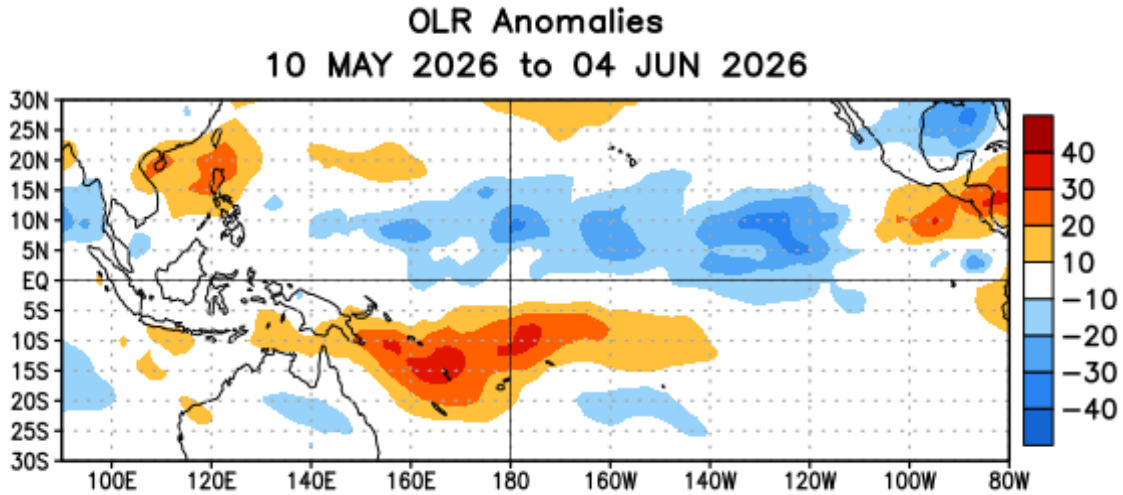 OLR Anomalies
10 MAY 2026 to 04 JUN 2026
30N
25N
20N
15N
10N
5N
EQ
5S
10S
15S
20S
25S
30S
100E 120E 140E 160E 180 160W 140W 120W 100W 80W
40
30
20
10
−10
−20
−30
−40